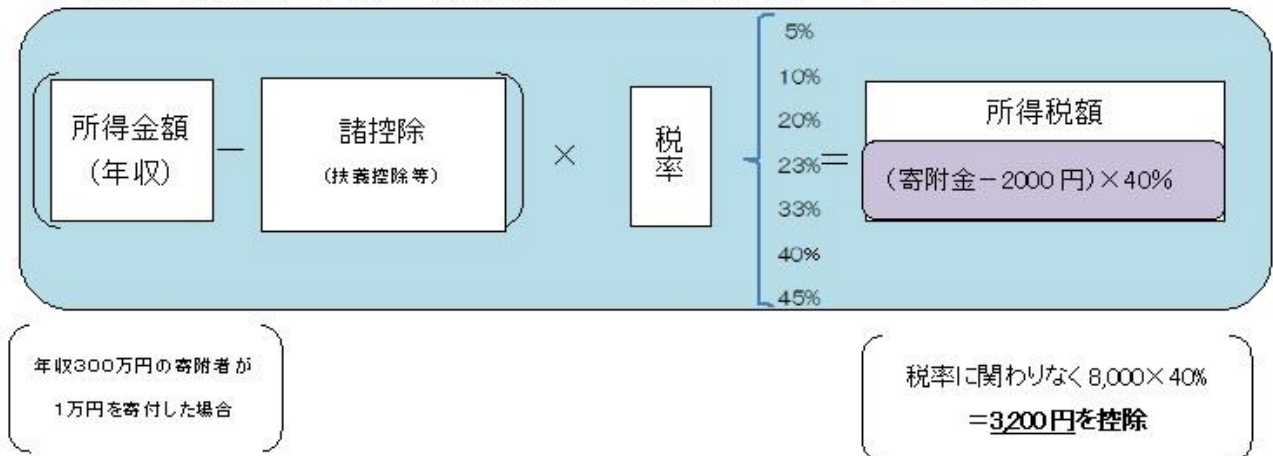 所得金額
(年収)
－
諸控除
(扶養控除等)
×
税率
5%
10%
20%
23%
33%
40%
45%
＝
所得税額
(寄附金－2000円)×40%
年収300万円の寄附者が
1万円を寄付した場合
税率に関わりなく8,000×40%
＝3,200円を控除